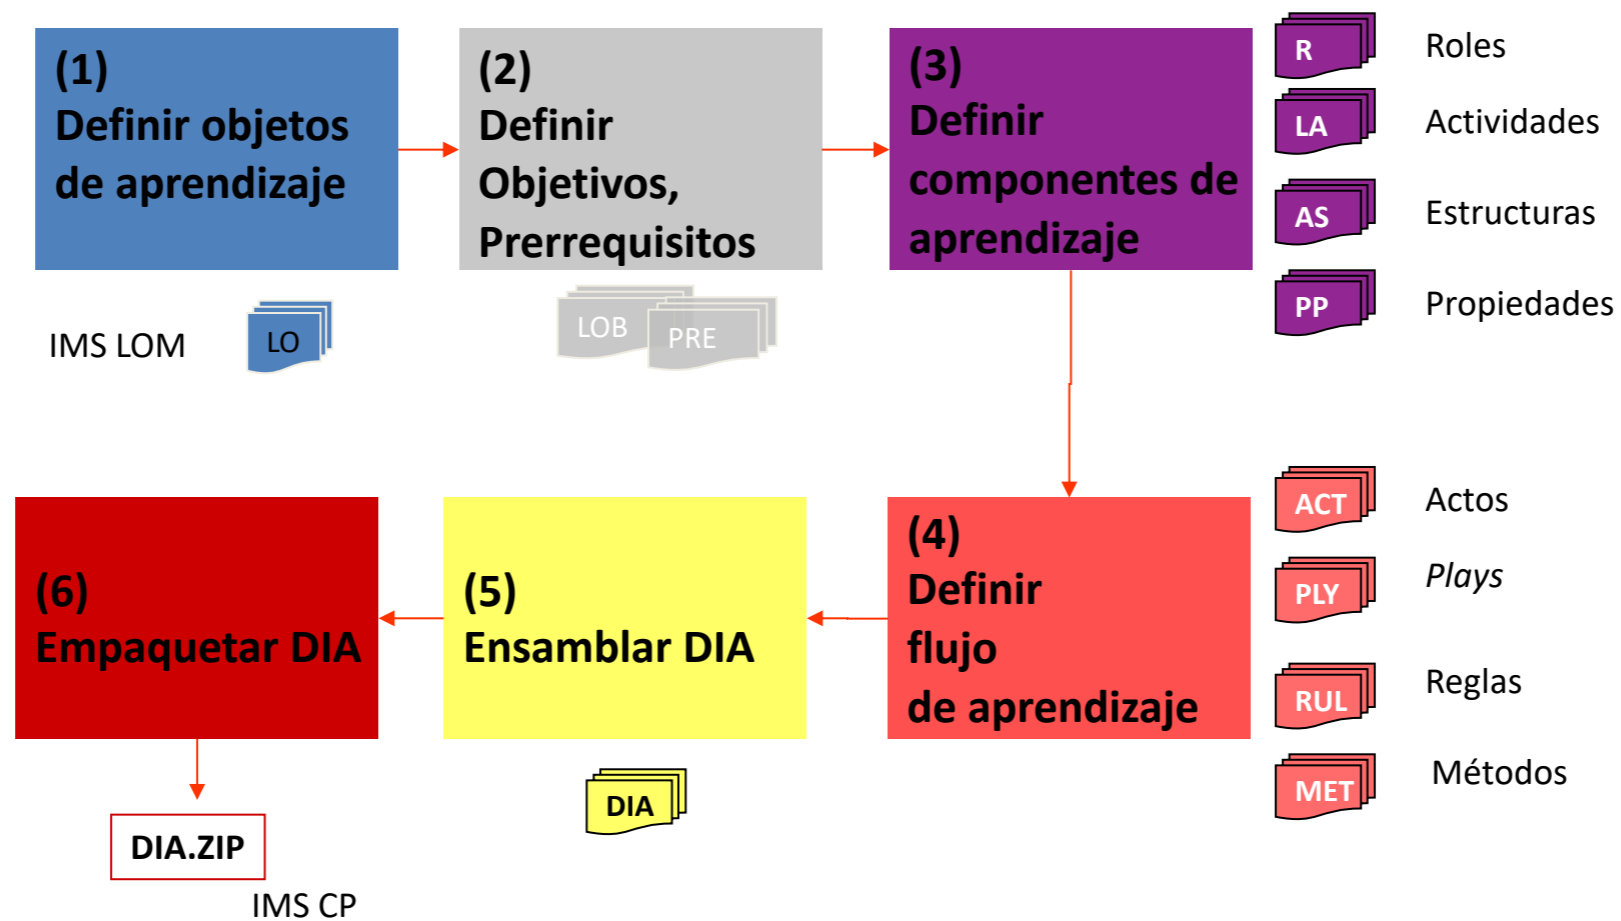 (1)
Definir objetos
de aprendizaje
(2)
Definir
Objetivos,
Prerrequisitos
(3)
Definir
componentes de
aprendizaje
R
Roles
LA
Actividades
AS
Estructuras
PP
Propiedades
IMS LOM
LO
LOB
PRE
(6)
Empaquetar DIA
(5)
Ensamblar DIA
(4)
Definir
flujo
de aprendizaje
ACT
Actos
PLY
Plays
RUL
Reglas
MET
Métodos
DIA
DIA.ZIP
IMS CP